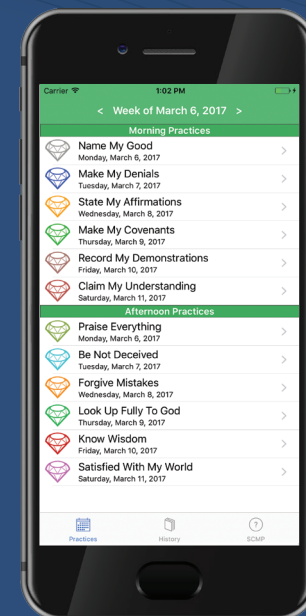 Carrier 1:02 PM
< Week of March 6, 2017 >
Morning Practices
Name My Good
Monday, March 6, 2017
Make My Denials
Tuesday, March 7, 2017
State My Affirmations
Wednesday, March 8, 2017
Make My Covenants
Thursday, March 9, 2017
Record My Demonstrations
Friday, March 10, 2017
Claim My Understanding
Saturday, March 11, 2017
Afternoon Practices
Praise Everything
Monday, March 6, 2017
Be Not Deceived
Tuesday, March 7, 2017
Forgive Mistakes
Wednesday, March 8, 2017
Look Up Fully To God
Thursday, March 9, 2017
Know Wisdom
Friday, March 10, 2017
Satisfied With My World
Saturday, March 11, 2017
Practices History ? SCMP